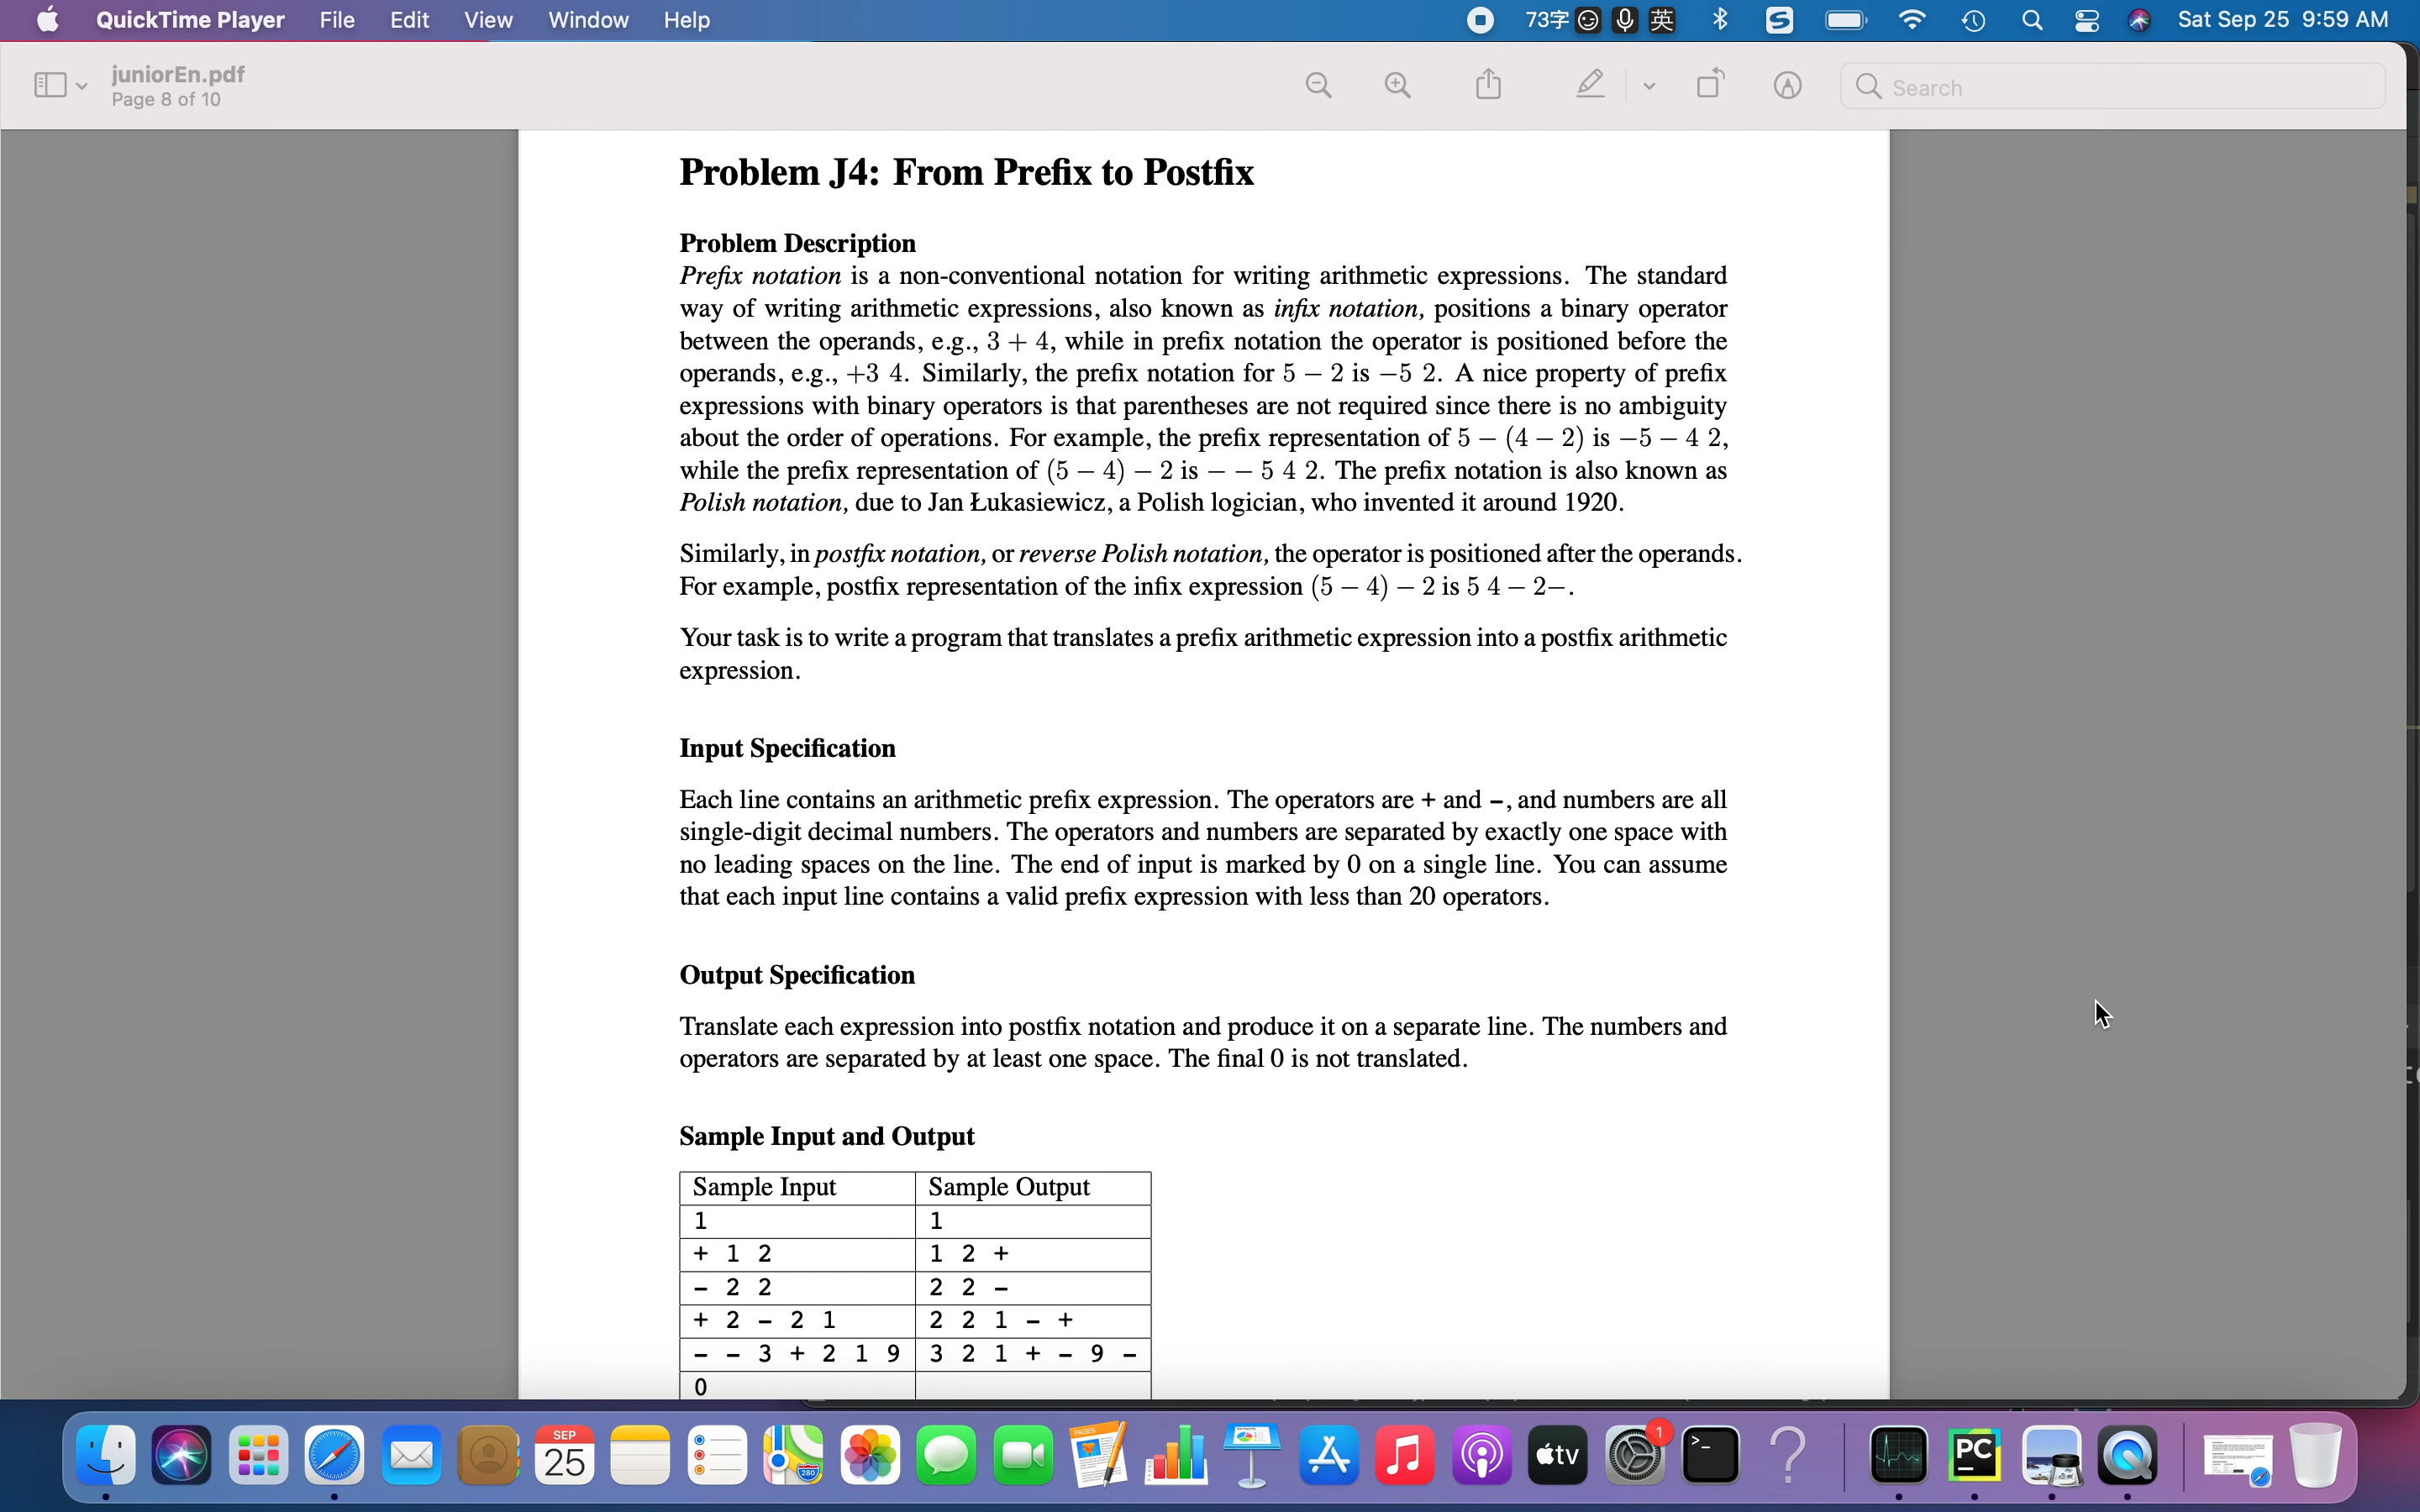 QuickTime Player File Edit View Window Help 73字 英 Sat Sep 25 9:59 AM
juniorEn.pdf
Page 8 of 10
Search
Problem J4: From Prefix to Postfix
Problem Description
Prefix notation is a non-conventional notation for writing arithmetic expressions. The standard
way of writing arithmetic expressions, also known as infix notation, positions a binary operator
between the operands, e.g., 3 + 4, while in prefix notation the operator is positioned before the
operands, e.g., +3 4. Similarly, the prefix notation for 5 − 2 is −5 2. A nice property of prefix
expressions with binary operators is that parentheses are not required since there is no ambiguity
about the order of operations. For example, the prefix representation of 5 − (4 − 2) is −5 − 4 2,
while the prefix representation of (5 − 4) − 2 is − − 5 4 2. The prefix notation is also known as
Polish notation, due to Jan Łukasiewicz, a Polish logician, who invented it around 1920.
Similarly, in postfix notation, or reverse Polish notation, the operator is positioned after the operands.
For example, postfix representation of the infix expression (5 − 4) − 2 is 5 4 − 2−.
Your task is to write a program that translates a prefix arithmetic expression into a postfix arithmetic
expression.
Input Specification
Each line contains an arithmetic prefix expression. The operators are + and -, and numbers are all
single-digit decimal numbers. The operators and numbers are separated by exactly one space with
no leading spaces on the line. The end of input is marked by 0 on a single line. You can assume
that each input line contains a valid prefix expression with less than 20 operators.
Output Specification
Translate each expression into postfix notation and produce it on a separate line. The numbers and
operators are separated by at least one space. The final 0 is not translated.
Sample Input and Output
Sample Input Sample Output
1 1
+ 1 2 1 2 +
- 2 2 2 2 -
+ 2 - 2 1 2 2 1 - +
- - 3 + 2 1 9 3 2 1 + - 9 -
0
SEP
25
PAGES
280
tv
1
>_
PC